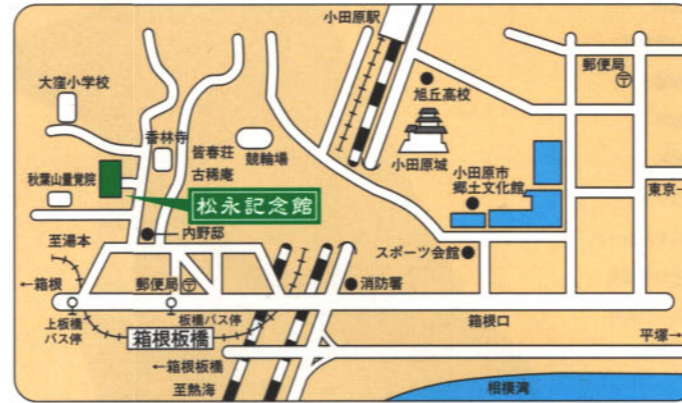 小田原駅
郵便局
大窪小学校
旭丘高校
香林寺
皆春荘
古稀庵
競輪場
小田原城
小田原市
郷土文化館
秋葉山量覚院
松永記念館
東京→
至湯本
内野邸
スポーツ会館
←箱根
郵便局
消防署
上板橋
バス停
板橋バス停
箱根口
箱根板橋
平塚→
←箱根板橋
至熱海
相模湾